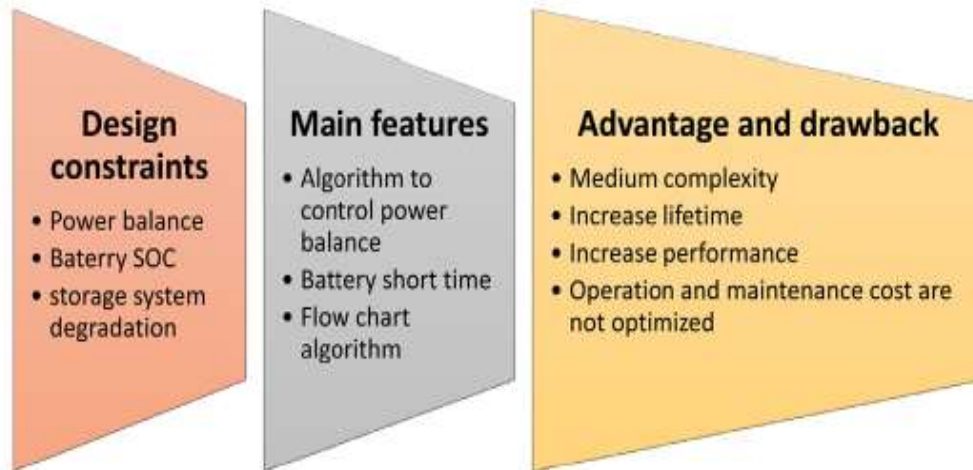 Design
constraints
• Power balance
• Baterry SOC
• storage system
degradation
Main features
• Algorithm to
control power
balance
• Battery short time
• Flow chart
algorithm
Advantage and drawback
• Medium complexity
• Increase lifetime
• Increase performance
• Operation and maintenance cost are
not optimized